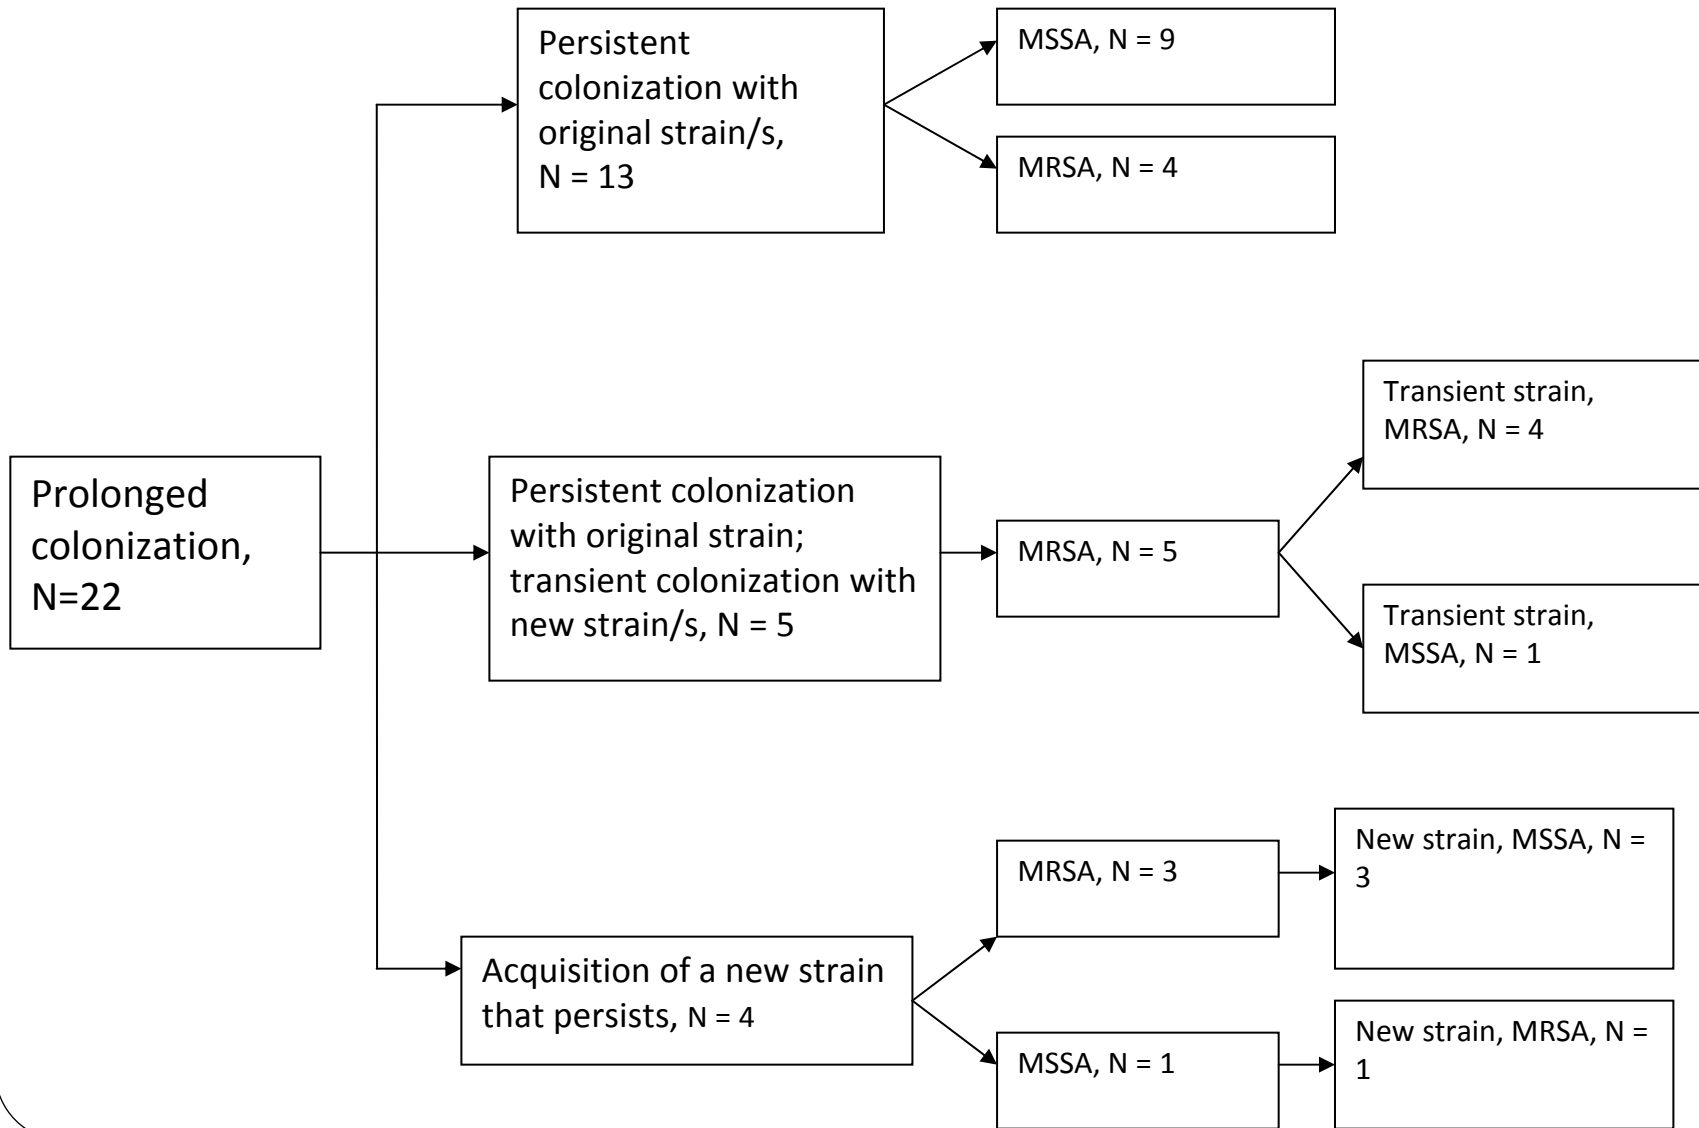 Persistent
colonization with
original strain/s,
N = 13
MSSA, N = 9
MRSA, N = 4
Prolonged
colonization,
N=22
Persistent colonization
with original strain;
transient colonization with
new strain/s, N = 5
MRSA, N = 5
Transient strain,
MRSA, N = 4
Transient strain,
MSSA, N = 1
Acquisition of a new strain
that persists, N = 4
MRSA, N = 3
New strain, MSSA, N =
3
MSSA, N = 1
New strain, MRSA, N =
1